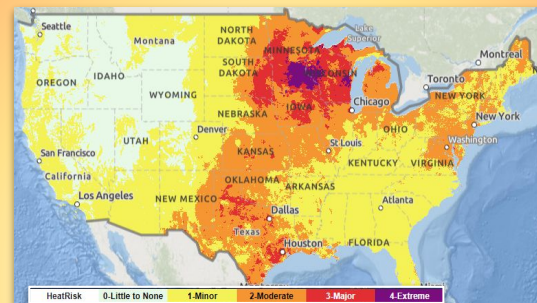 Seattle
Montana
NORTH
DAKOTA
MINNESOTA
Lake
Superior
Montreal
OREGON
IDAHO
SOUTH
DAKOTA
WISCONSIN
Toronto
WYOMING
NEW YORK
IOWA
Chicago
NEBRASKA
New York
UTAH
Denver
OHIO
Washington
San Francisco
KANSAS
St Louis
KENTUCKY
VIRGINIA
California
OKLAHOMA
ARKANSAS
Los Angeles
NEW MEXICO
Atlanta
Dallas
Texas
Houston
FLORIDA
HeatRisk 0-Little to None 1-Minor 2-Moderate 3-Major 4-Extreme